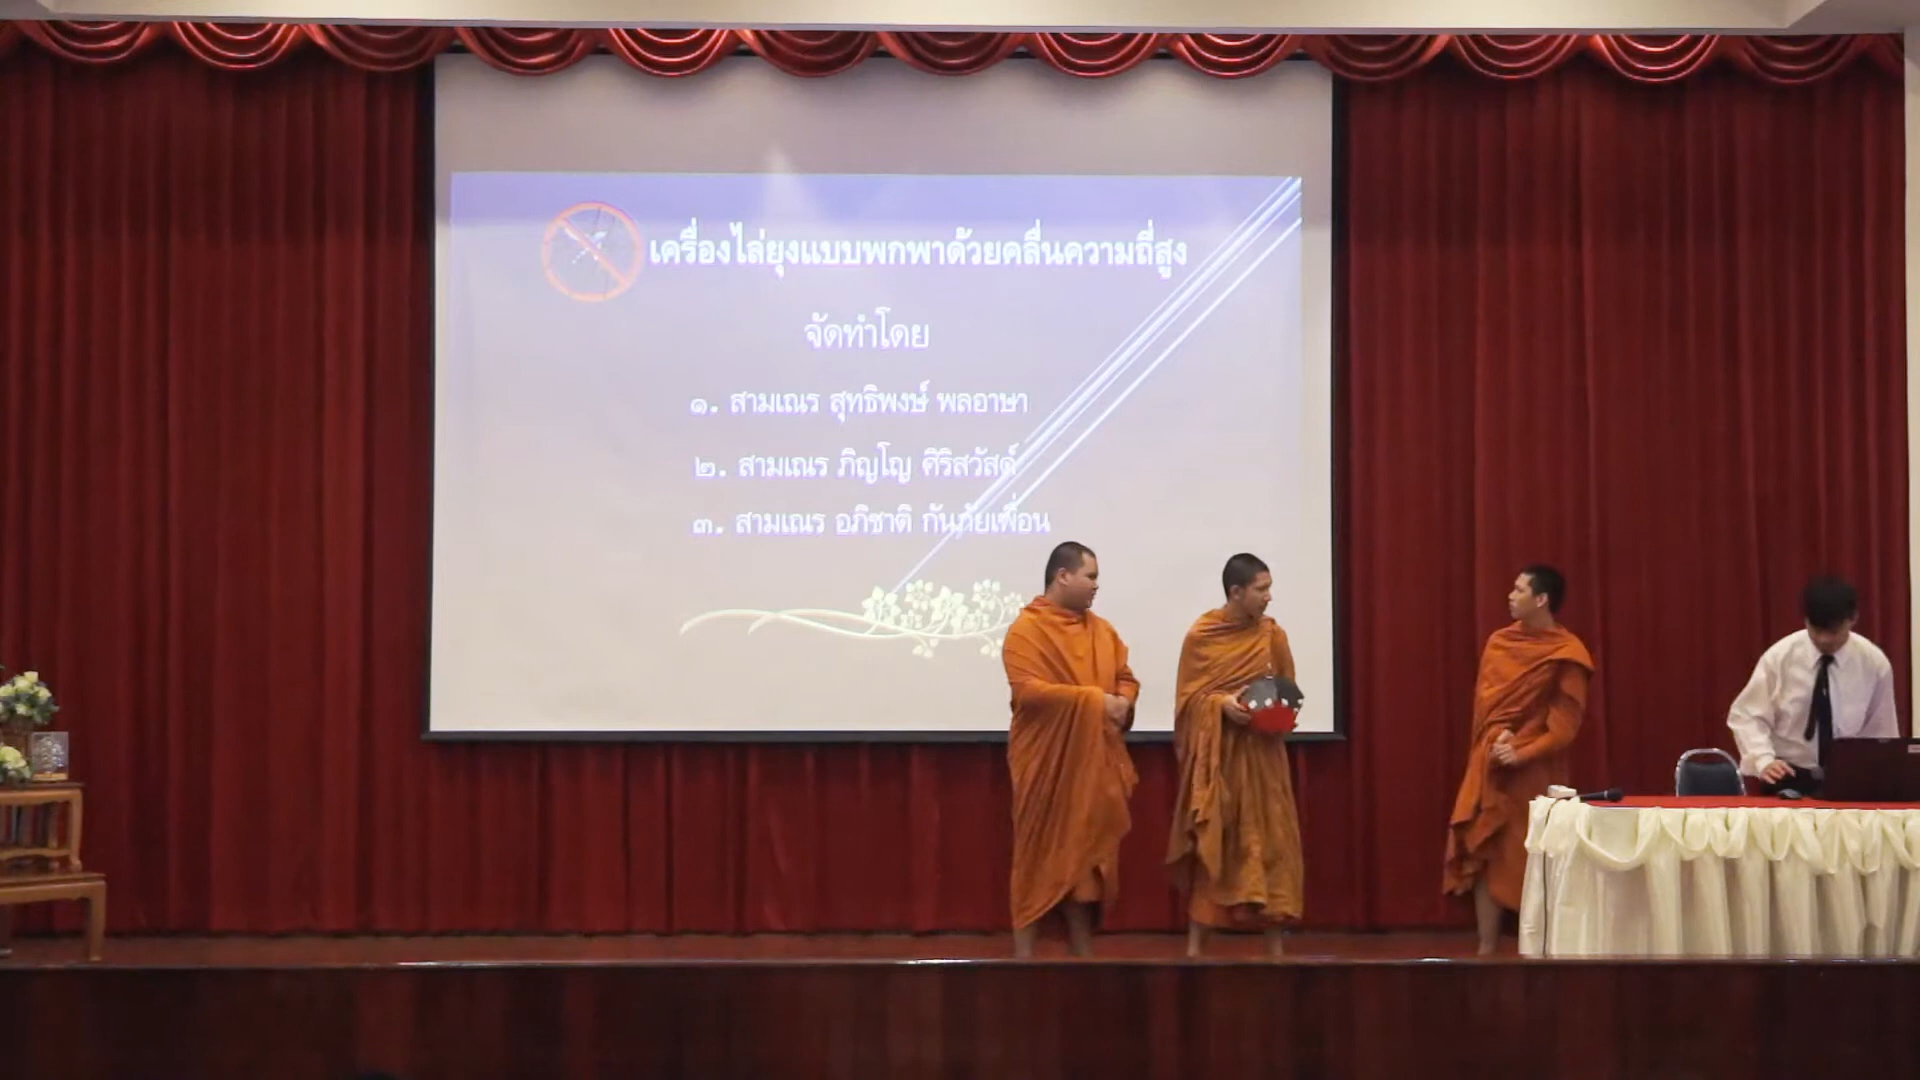 เครื่องไล่ยุงแบบพกพาด้วยคลื่นความถี่สูง
จัดทำโดย
๑. สามเณร สุทธิพงษ์ พลอาษา
๒. สามเณร ภิญโญ ศิริสวัสดิ์
๓. สามเณร อภิชาติ กันภัยเพื่อน